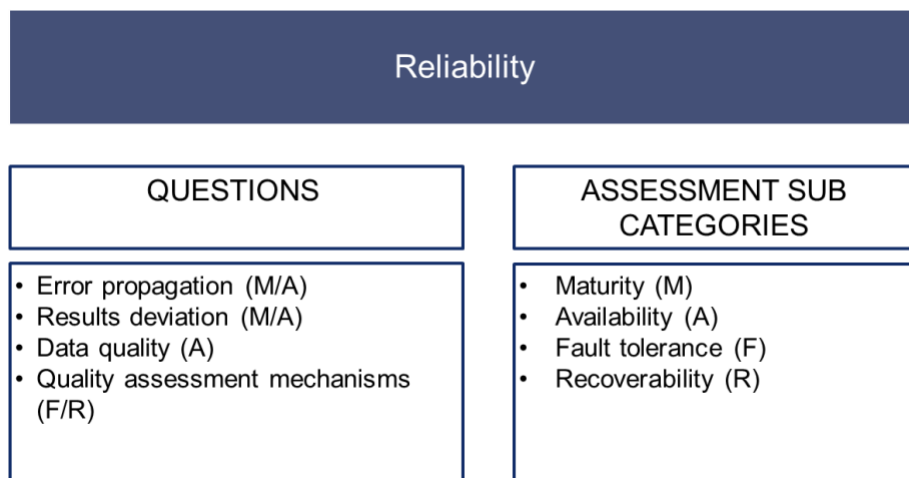 Reliability
QUESTIONS
• Error propagation (M/A)
• Results deviation (M/A)
• Data quality (A)
• Quality assessment mechanisms
(F/R)
ASSESSMENT SUB
CATEGORIES
• Maturity (M)
• Availability (A)
• Fault tolerance (F)
• Recoverability (R)